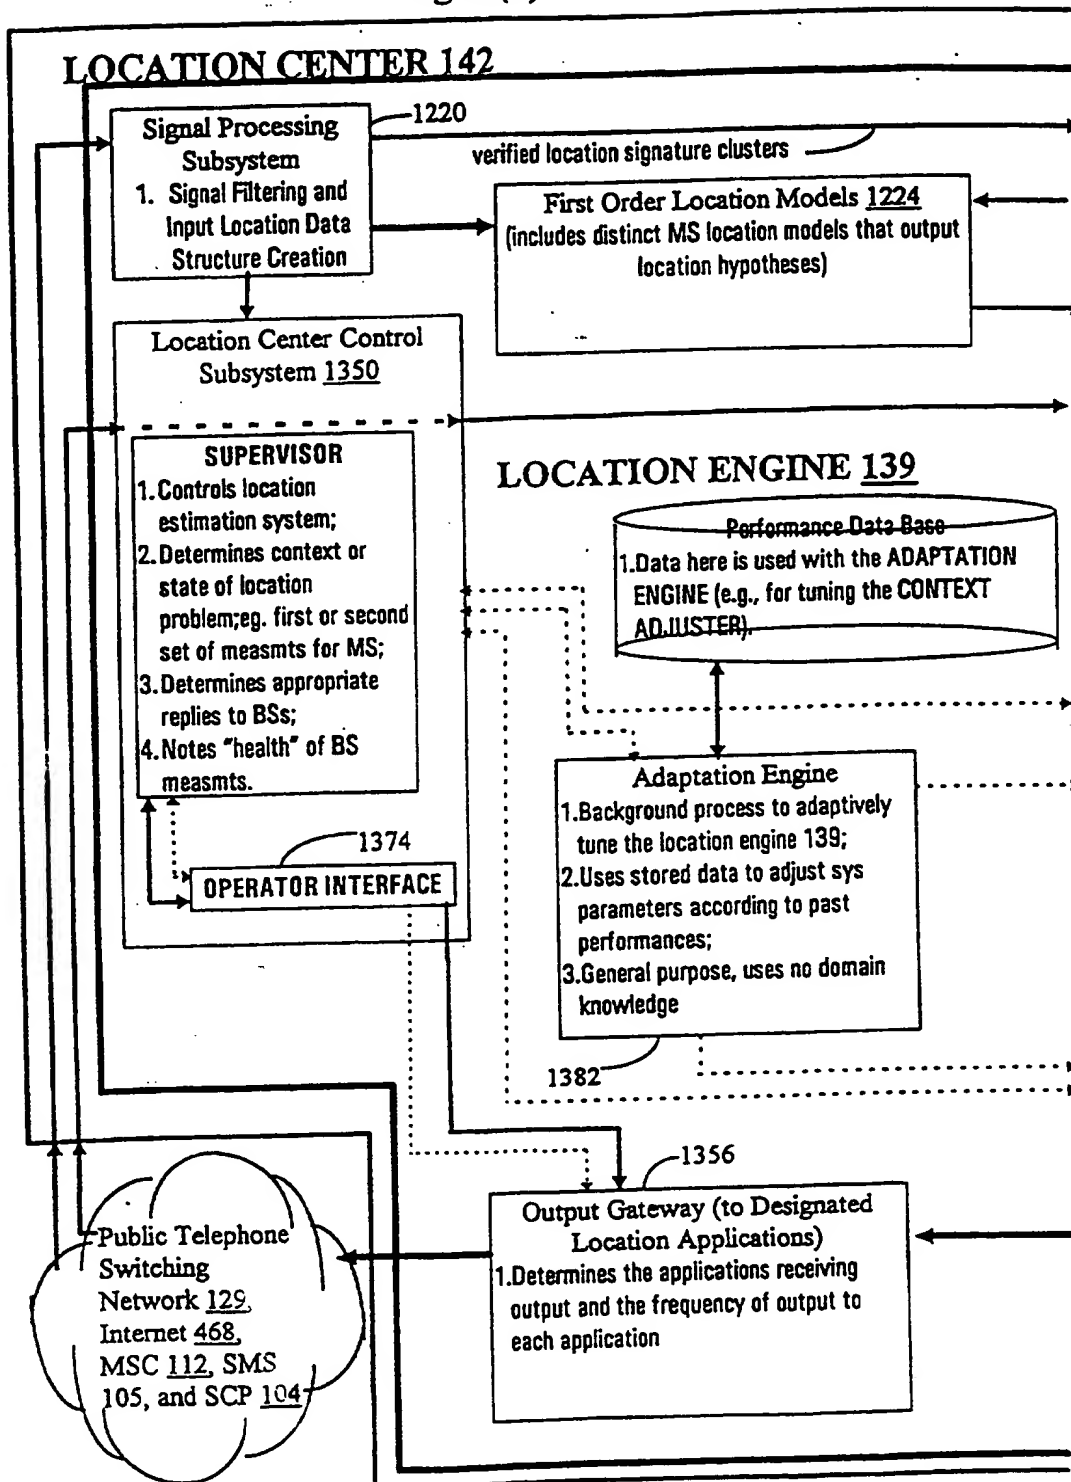 LOCATION CENTER 142
1220
Signal Processing
Subsystem
1. Signal Filtering and
Input Location Data
Structure Creation
verified location signature clusters
First Order Location Models 1224
(includes distinct MS location models that output
location hypotheses)
Location Center Control
Subsystem 1350
SUPERVISOR
1.Controls location
estimation system;
2.Determines context or
state of location
problem;eg. first or second
set of measmts for MS;
3.Determines appropriate
replies to BSs;
4.Notes "health" of BS
measmts.
1374
OPERATOR INTERFACE
LOCATION ENGINE 139
Performance Data Base
1.Data here is used with the ADAPTATION
ENGINE (e.g., for tuning the CONTEXT
ADJUSTER).
Adaptation Engine
1.Background process to adaptively
tune the location engine 139;
2.Uses stored data to adjust sys
parameters according to past
performances;
3.General purpose, uses no domain
knowledge
1382
1356
Output Gateway (to Designated
Location Applications)
1.Determines the applications receiving
output and the frequency of output to
each application
Public Telephone
Switching
Network 129,
Internet 468,
MSC 112, SMS
105, and SCP 104